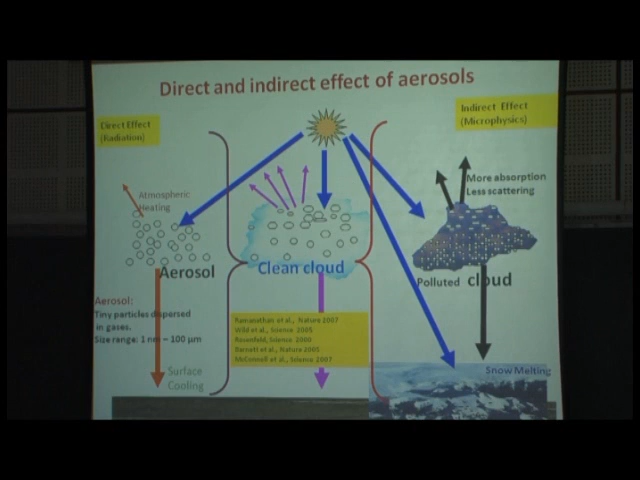 Direct and indirect effect of aerosols
Direct Effect
(Radiation)
Indirect Effect
(Microphysics)
More absorption
Less scattering
Atmospheric
Heating
Aerosol
Clean cloud
Polluted cloud
Aerosol:
Tiny particles dispersed
in gases.
Size range: 1 nm – 100 µm
Ramanathan et al., Nature 2007
Wild et al., Science 2005
Rosenfeld, Science 2000
Barnett et al., Nature 2005
McConnell et al., Science 2007
Surface
Cooling
Snow Melting